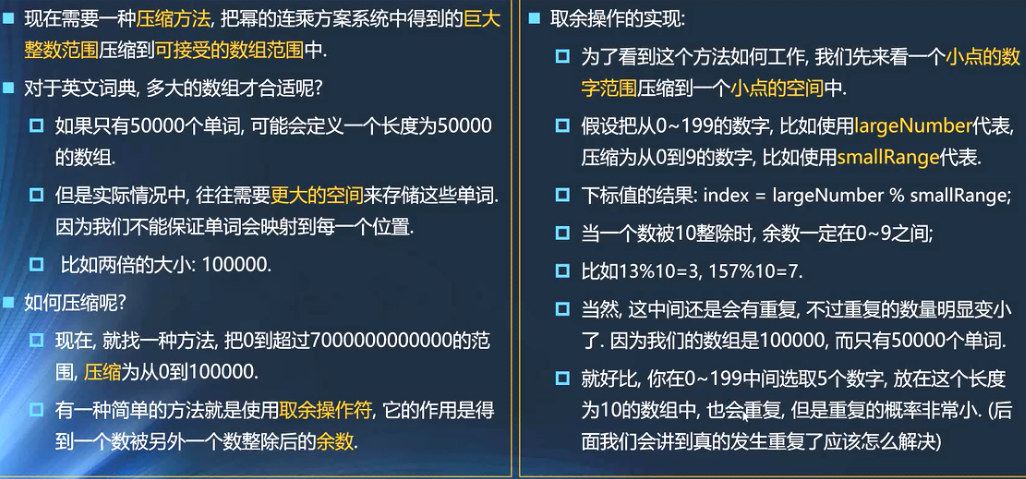 现在需要一种压缩方法, 把幂的连乘方案系统中得到的巨大
整数范围压缩到可接受的数组范围中.
对于英文词典, 多大的数组才合适呢?
如果只有50000个单词, 可能会定义一个长度为50000
的数组.
但是实际情况中, 往往需要更大的空间来存储这些单词.
因为我们不能保证单词会映射到每一个位置.
比如两倍的大小: 100000.
如何压缩呢?
现在, 就找一种方法, 把0到超过7000000000000的范
围, 压缩为从0到100000.
有一种简单的方法就是使用取余操作符, 它的作用是得
到一个数被另外一个数整除后的余数.
取余操作的实现:
为了看到这个方法如何工作, 我们先来看一个小点的数
字范围压缩到一个小点的空间中.
假设把从0~199的数字, 比如使用largeNumber代表,
压缩为从0到9的数字, 比如使用smallRange代表.
下标值的结果: index = largeNumber % smallRange;
当一个数被10整除时, 余数一定在0~9之间;
比如13%10=3, 157%10=7.
当然, 这中间还是会有重复, 不过重复的数量明显变小
了. 因为我们的数组是100000, 而只有50000个单词.
就好比, 你在0~199中间选取5个数字, 放在这个长度
为10的数组中, 也会重复, 但是重复的概率非常小. (后
面我们会讲到真的发生重复了应该怎么解决)